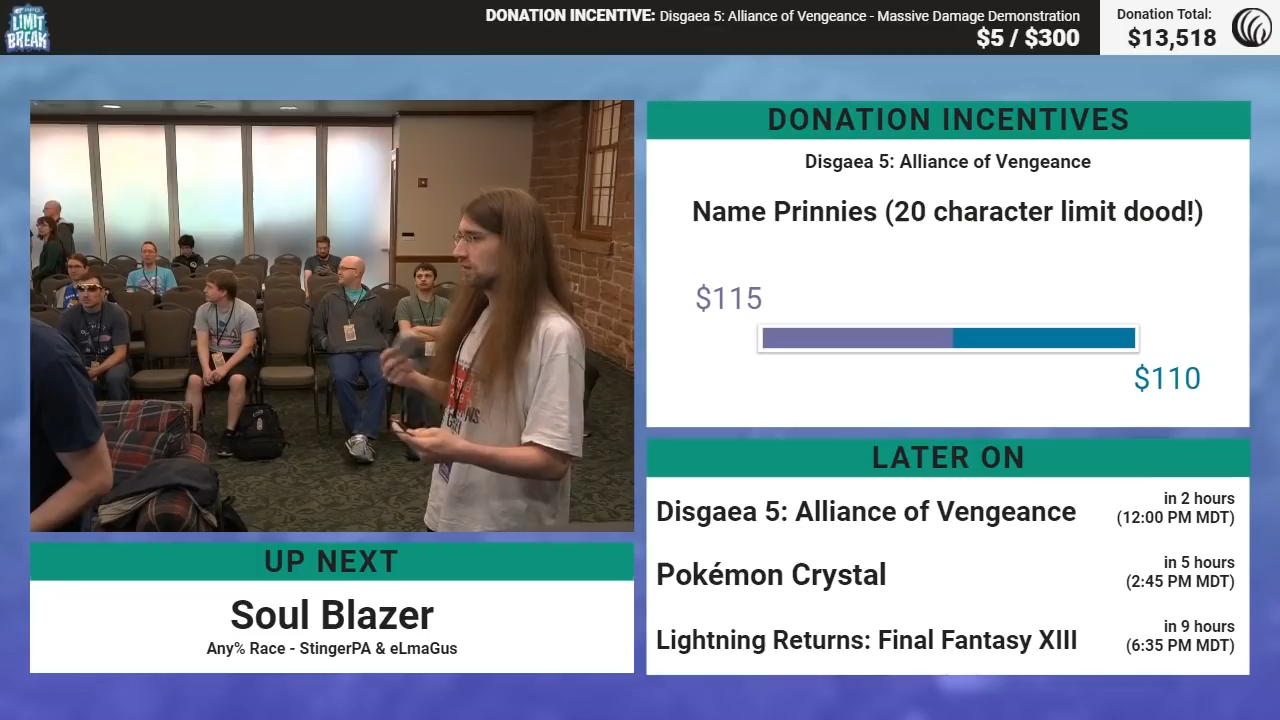 RPG
LIMIT
BREAK
DONATION INCENTIVE: Disgaea 5: Alliance of Vengeance - Massive Damage Demonstration
$5 / $300
Donation Total:
$13,518
DONATION INCENTIVES
Disgaea 5: Alliance of Vengeance
Name Prinnies (20 character limit dood!)
$115
$110
UP NEXT
Soul Blazer
Any% Race - StingerPA & eLmaGus
LATER ON
Disgaea 5: Alliance of Vengeance
in 2 hours
(12:00 PM MDT)
Pokémon Crystal
in 5 hours
(2:45 PM MDT)
Lightning Returns: Final Fantasy XIII
in 9 hours
(6:35 PM MDT)